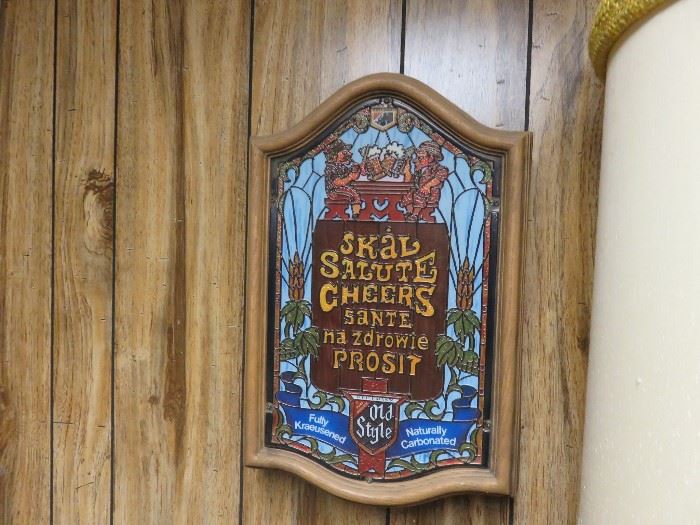 SKÅL
SALUTE
CHEERS
SANTE
na zdrowie
PROSIT
Old
Style
Fully
Kraeusened
Naturally
Carbonated